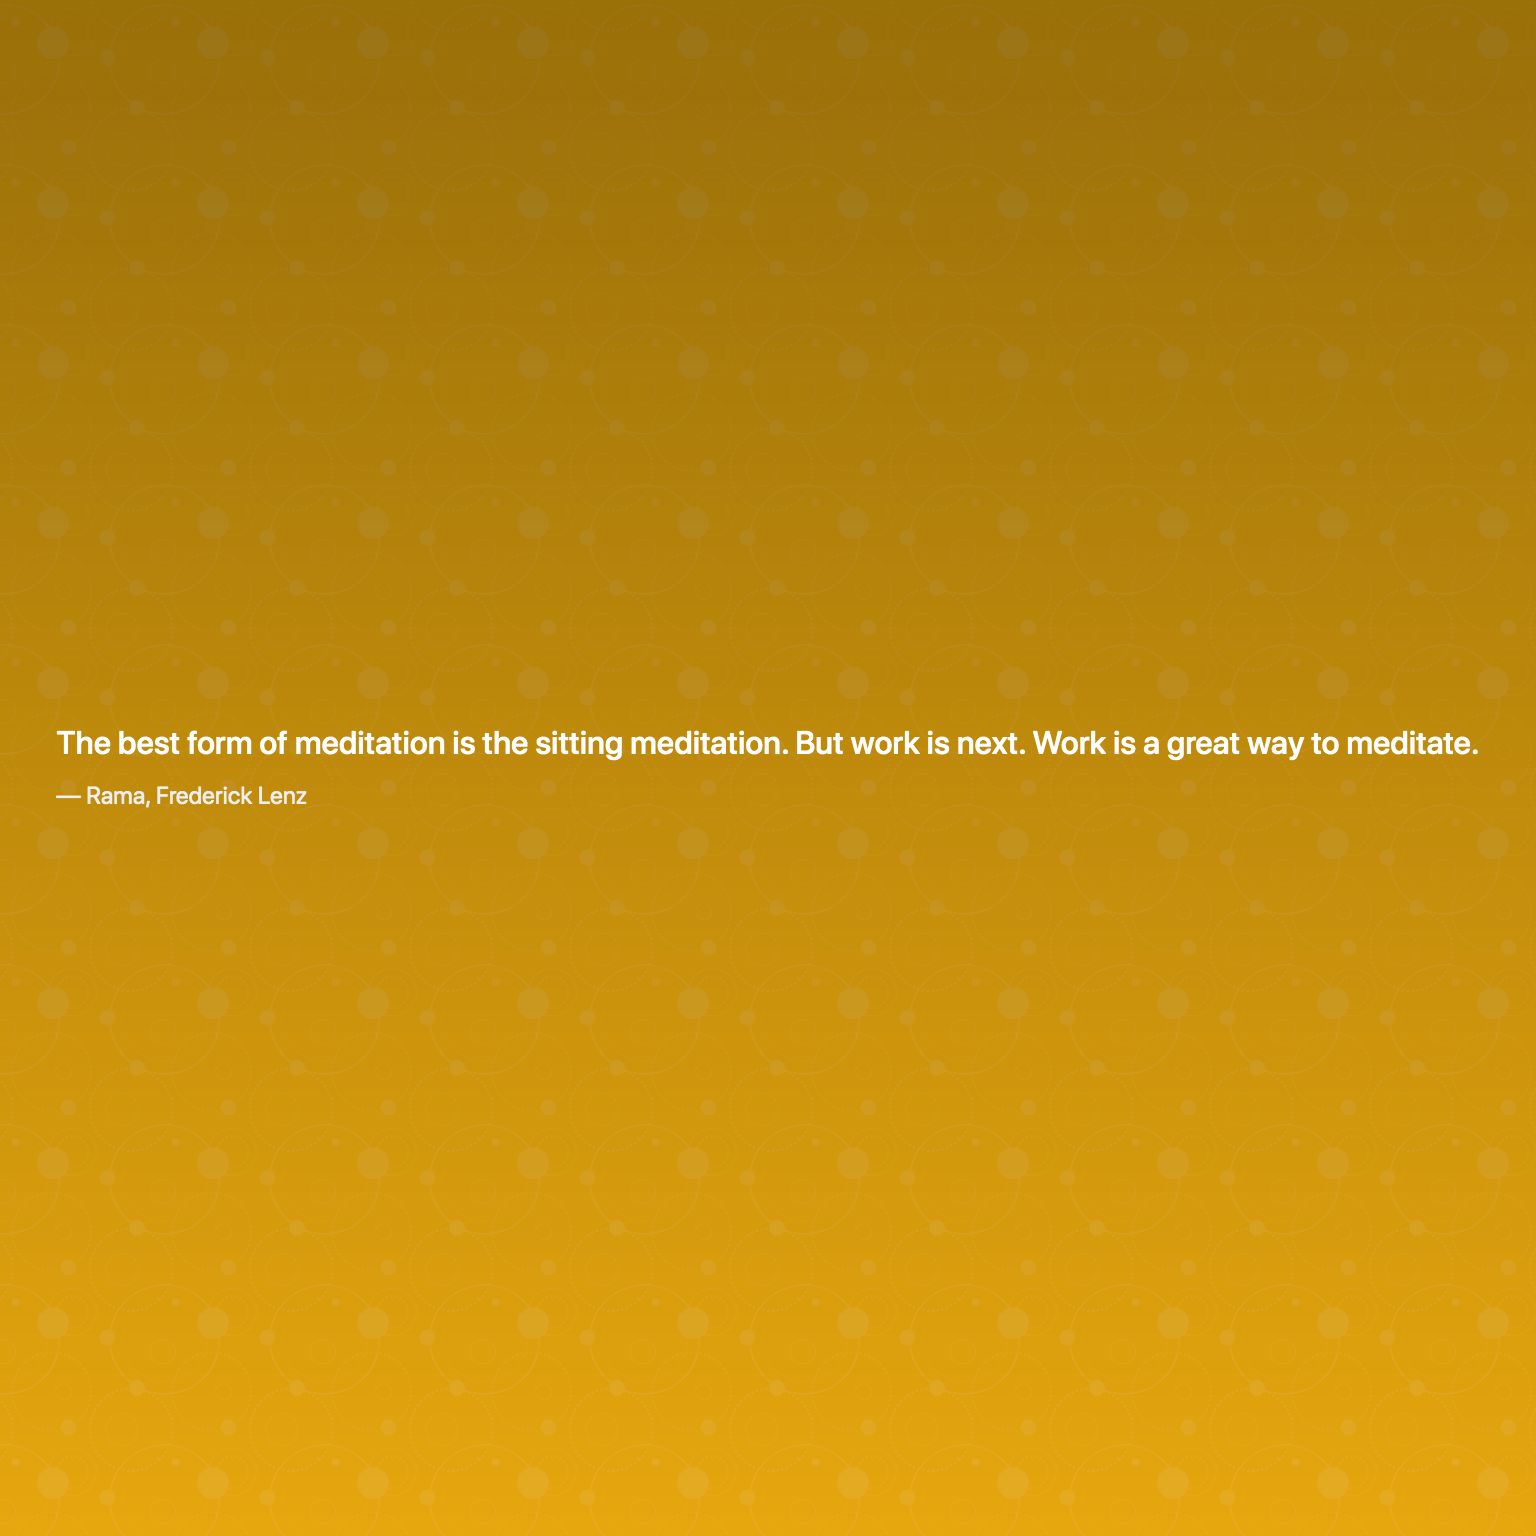 The best form of meditation is the sitting meditation. But work is next. Work is a great way to meditate.
— Rama, Frederick Lenz